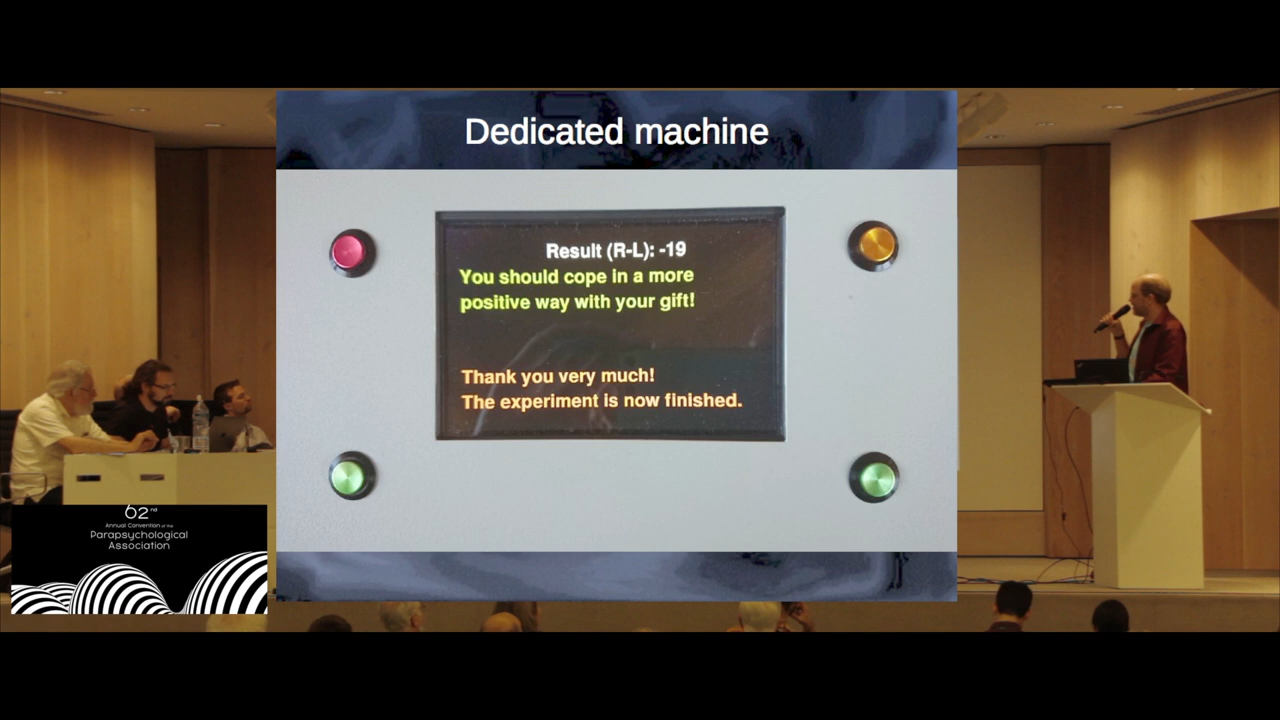 Dedicated machine
Result (R-L): -19
You should cope in a more
positive way with your gift!
Thank you very much!
The experiment is now finished.
62nd
Annual Convention of the
Parapsychological
Association